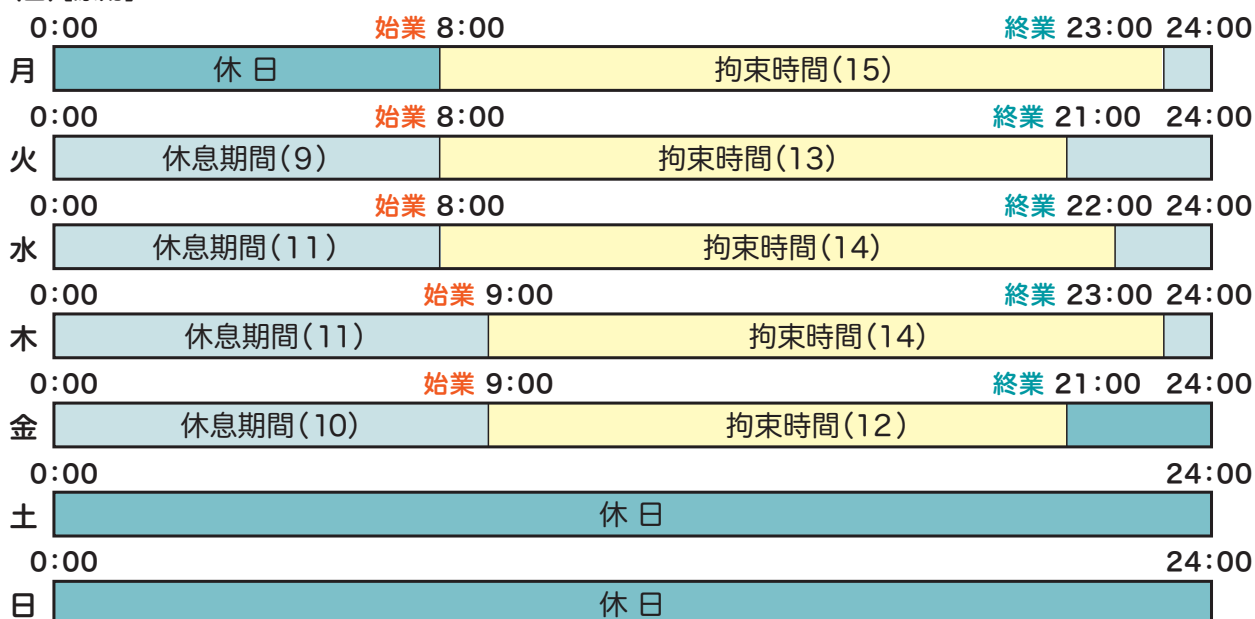 0:00 始業 8:00 終業 23:00 24:00
月 休 日 拘束時間(15)
0:00 始業 8:00 終業 21:00 24:00
火 休息期間(9) 拘束時間(13)
0:00 始業 8:00 終業 22:00 24:00
水 休息期間(11) 拘束時間(14)
0:00 始業 9:00 終業 23:00 24:00
木 休息期間(11) 拘束時間(14)
0:00 始業 9:00 終業 21:00 24:00
金 休息期間(10) 拘束時間(12)
0:00 24:00
土 休 日
0:00 24:00
日 休 日